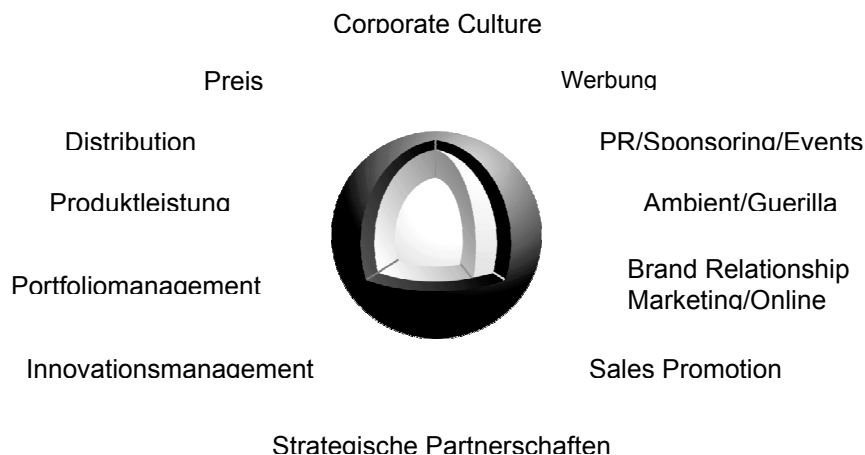 Corporate Culture
Preis
Werbung
Distribution
PR/Sponsoring/Events
Produktleistung
Ambient/Guerilla
Portfoliomanagement
Brand Relationship
Marketing/Online
Innovationsmanagement
Sales Promotion
Strategische Partnerschaften